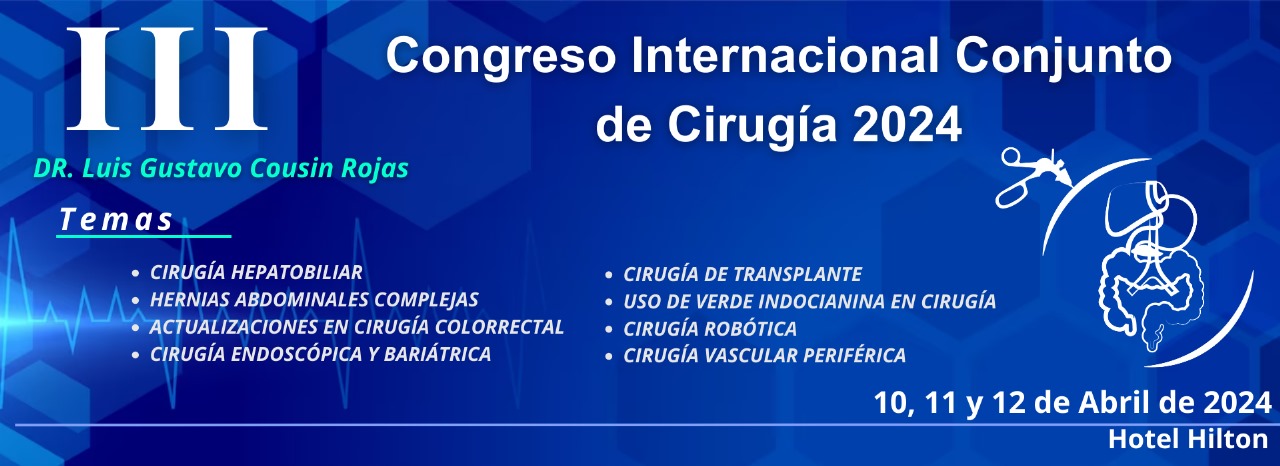 III
Congreso Internacional Conjunto
de Cirugía 2024
DR. Luis Gustavo Cousin Rojas
Temas
• CIRUGÍA HEPATOBILIAR
• HERNIAS ABDOMINALES COMPLEJAS
• ACTUALIZACIONES EN CIRUGÍA COLORRECTAL
• CIRUGÍA ENDOSCÓPICA Y BARIÁTRICA
• CIRUGÍA DE TRANSPLANTE
• USO DE VERDE INDOCIANINA EN CIRUGÍA
• CIRUGÍA ROBÓTICA
• CIRUGÍA VASCULAR PERIFÉRICA
10, 11 y 12 de Abril de 2024
Hotel Hilton